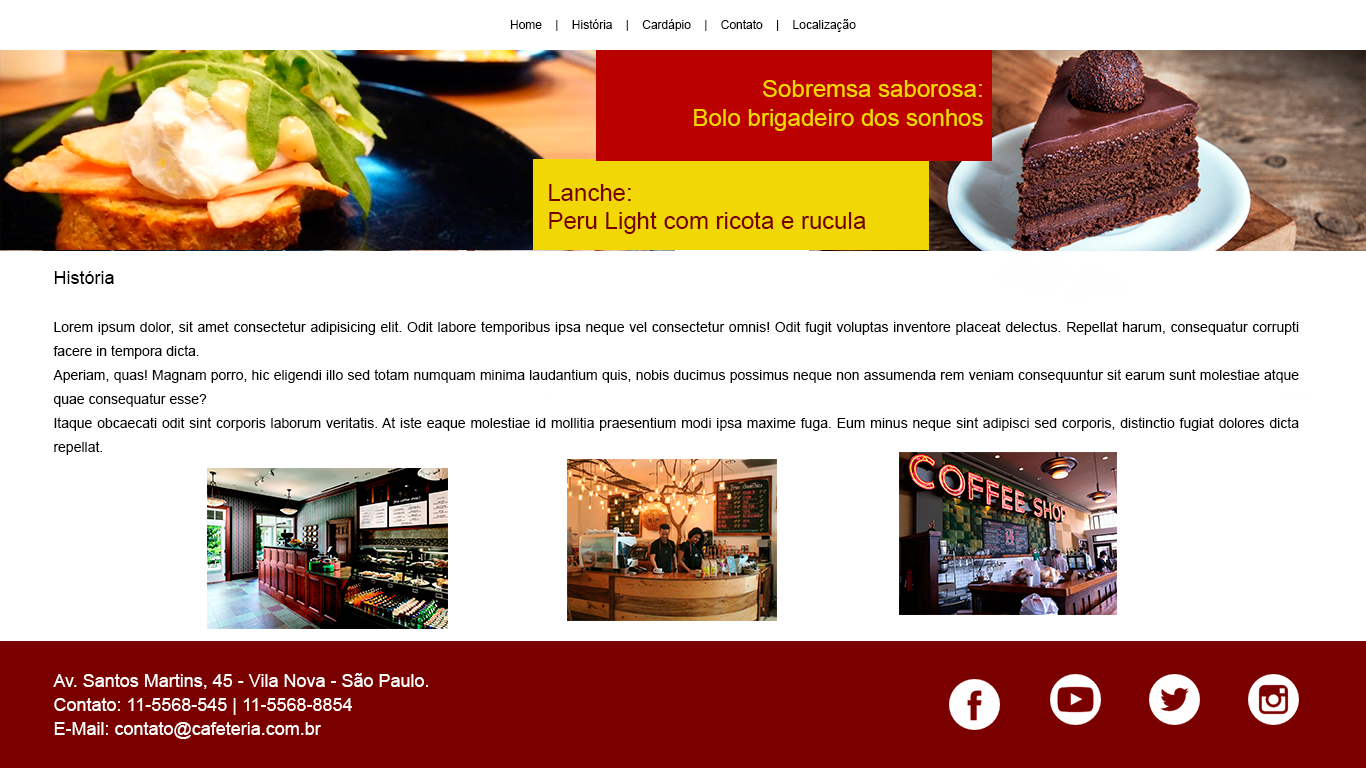 Home | História | Cardápio | Contato | Localização
Sobremsa saborosa:
Bolo brigadeiro dos sonhos
Lanche:
Peru Light com ricota e rucula
História
Lorem ipsum dolor, sit amet consectetur adipisicing elit. Odit labore temporibus ipsa neque vel consectetur omnis! Odit fugit voluptas inventore placeat delectus. Repellat harum, consequatur corrupti
facere in tempora dicta.
Aperiam, quas! Magnam porro, hic eligendi illo sed totam numquam minima laudantium quis, nobis ducimus possimus neque non assumenda rem veniam consequuntur sit earum sunt molestiae atque
quae consequatur esse?
Itaque obcaecati odit sint corporis laborum veritatis. At iste eaque molestiae id mollitia praesentium modi ipsa maxime fuga. Eum minus neque sint adipisci sed corporis, distinctio fugiat dolores dicta
repellat.
COFFEE SHOP
Av. Santos Martins, 45 - Vila Nova - São Paulo.
Contato: 11-5568-545 | 11-5568-8854
E-Mail: contato@cafeteria.com.br